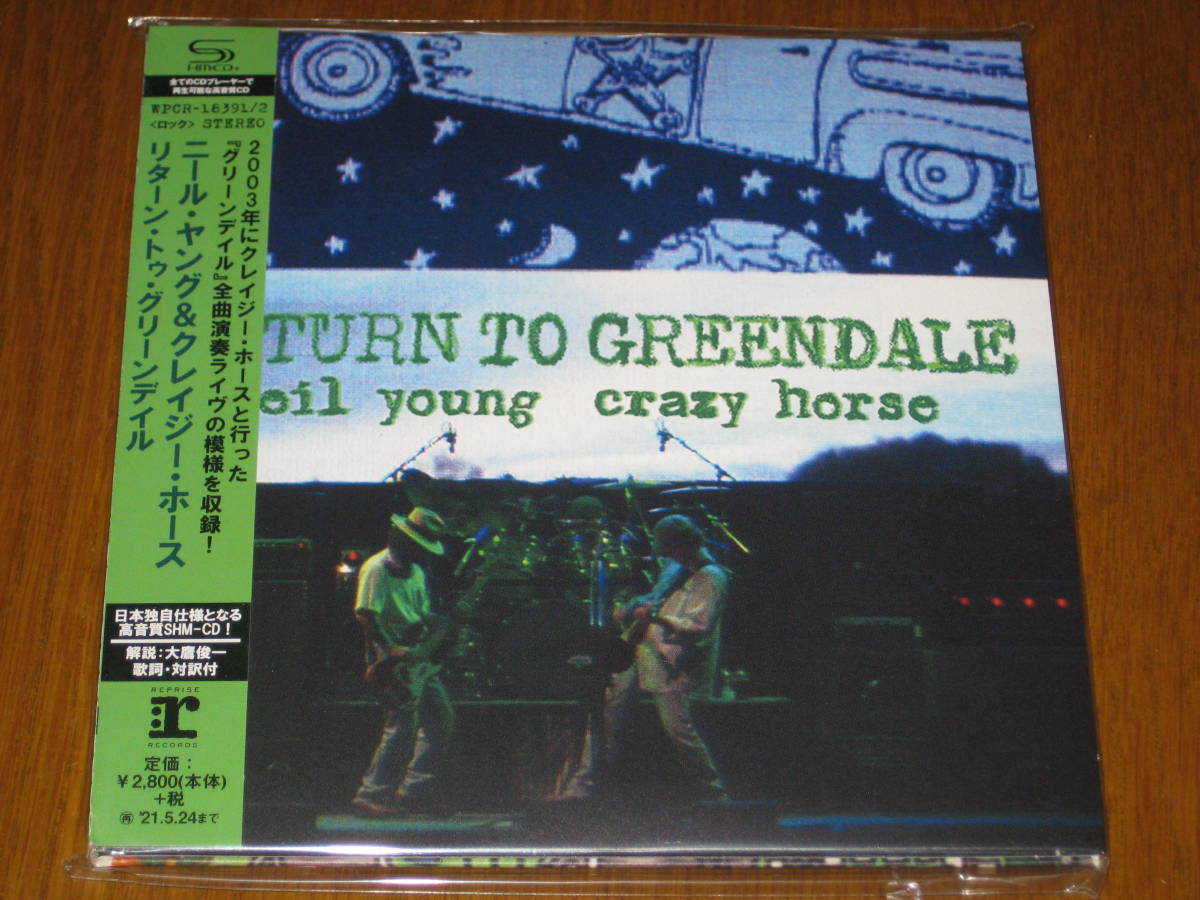 SHM-CD
全てのCDプレーヤーで
再生可能な高音質CD
WPCR-18391/2
<ロック> STEREO
2003年にクレイジー・ホースと行った
『グリーンデイル』全曲演奏ライヴの模様を収録!
ニール・ヤング&クレイジー・ホース
リターン・トゥ・グリーンデイル
日本独自仕様となる
高音質SHM-CD!
解説:大鷹俊一
歌詞・対訳付
REPRISE
r
RECORDS
定価:
¥2,800(本体)
+税
再 '21.5.24まで
TURN TO GREENDALE
eil young crazy horse